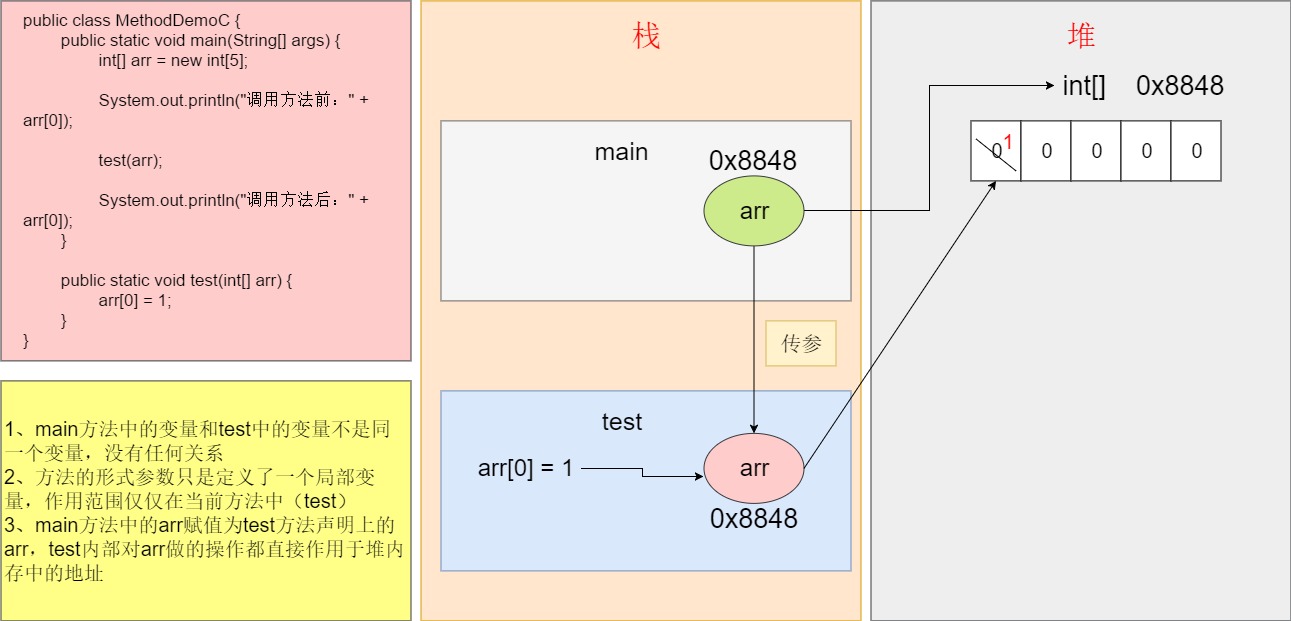 public class MethodDemoC {
public static void main(String[] args) {
int[] arr = new int[5];
System.out.println("调用方法前：" +
arr[0]);
test(arr);
System.out.println("调用方法后：" +
arr[0]);
}
public static void test(int[] arr) {
arr[0] = 1;
}
}
1、main方法中的变量和test中的变量不是同
一个变量，没有任何关系
2、方法的形式参数只是定义了一个局部变
量，作用范围仅仅在当前方法中（test）
3、main方法中的arr赋值为test方法声明上的
arr，test内部对arr做的操作都直接作用于堆内
存中的地址
栈
main
0x8848
arr
传参
test
arr[0] = 1
arr
0x8848
堆
int[] 0x8848
0 1 0 0 0 0